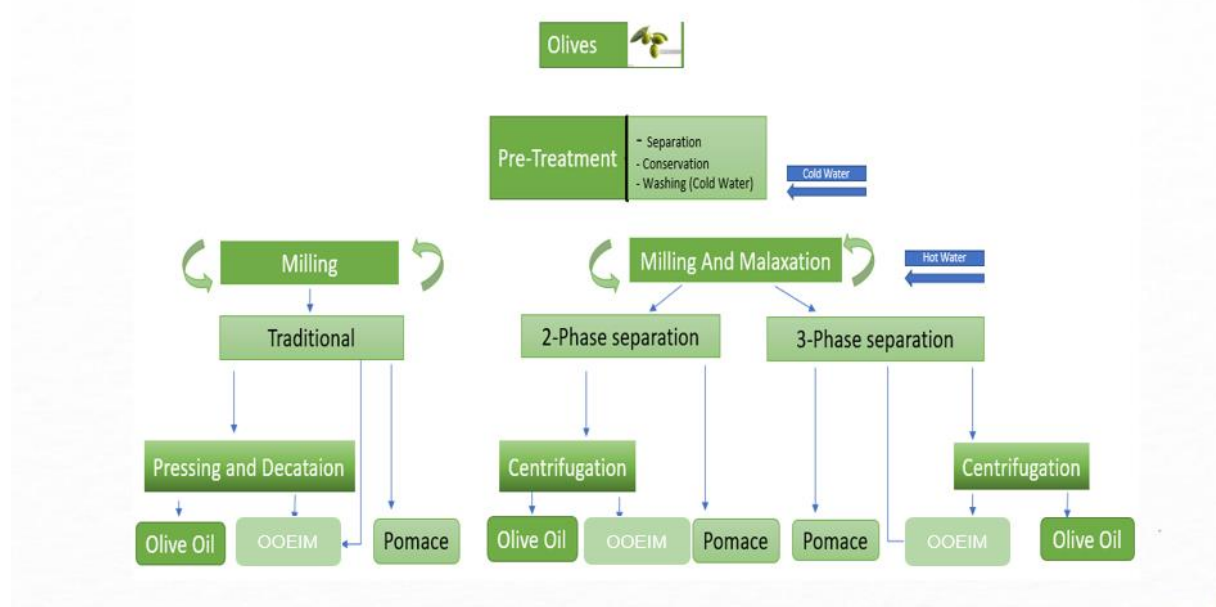 Olives
Pre-Treatment
- Separation
- Conservation
- Washing (Cold Water)
Cold Water
Milling
Milling And Malaxation
Hot Water
Traditional
2-Phase separation
3-Phase separation
Pressing and Decataion
Centrifugation
Centrifugation
Olive Oil
OOEIM
Pomace
Olive Oil
OOEIM
Pomace
Pomace
OOEIM
Olive Oil